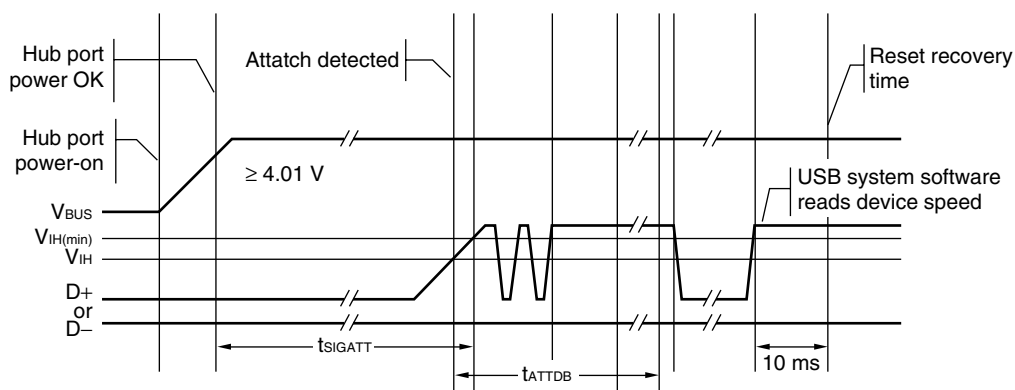 Hub port
power OK
Attatch detected
Reset recovery
time
Hub port
power-on
≥ 4.01 V
USB system software
reads device speed
VBUS
VIH(min)
VIH
D+
or
D−
tSIGATT
10 ms
tATTDB